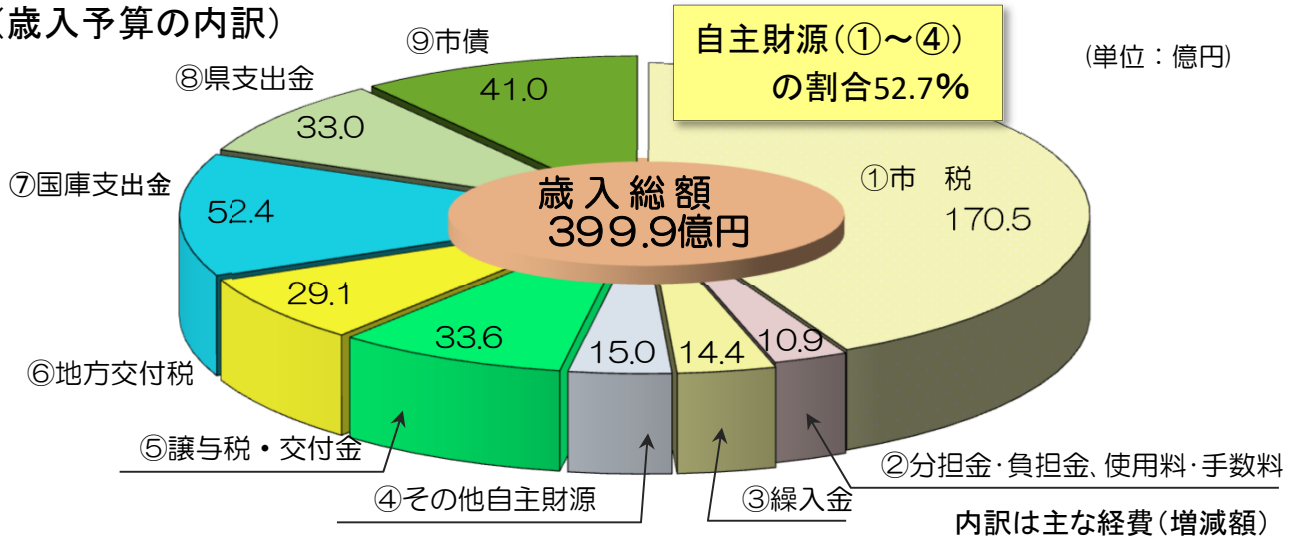 (歳入予算の内訳)
⑨市債
自主財源(①~④)
の割合52.7%
(単位:億円)
⑧県支出金
41.0
33.0
⑦国庫支出金
52.4
歳入総額
399.9億円
①市 税
170.5
29.1
33.6
15.0
14.4
10.9
⑥地方交付税
⑤譲与税・交付金
④その他自主財源
③繰入金
②分担金・負担金、使用料・手数料
内訳は主な経費(増減額)